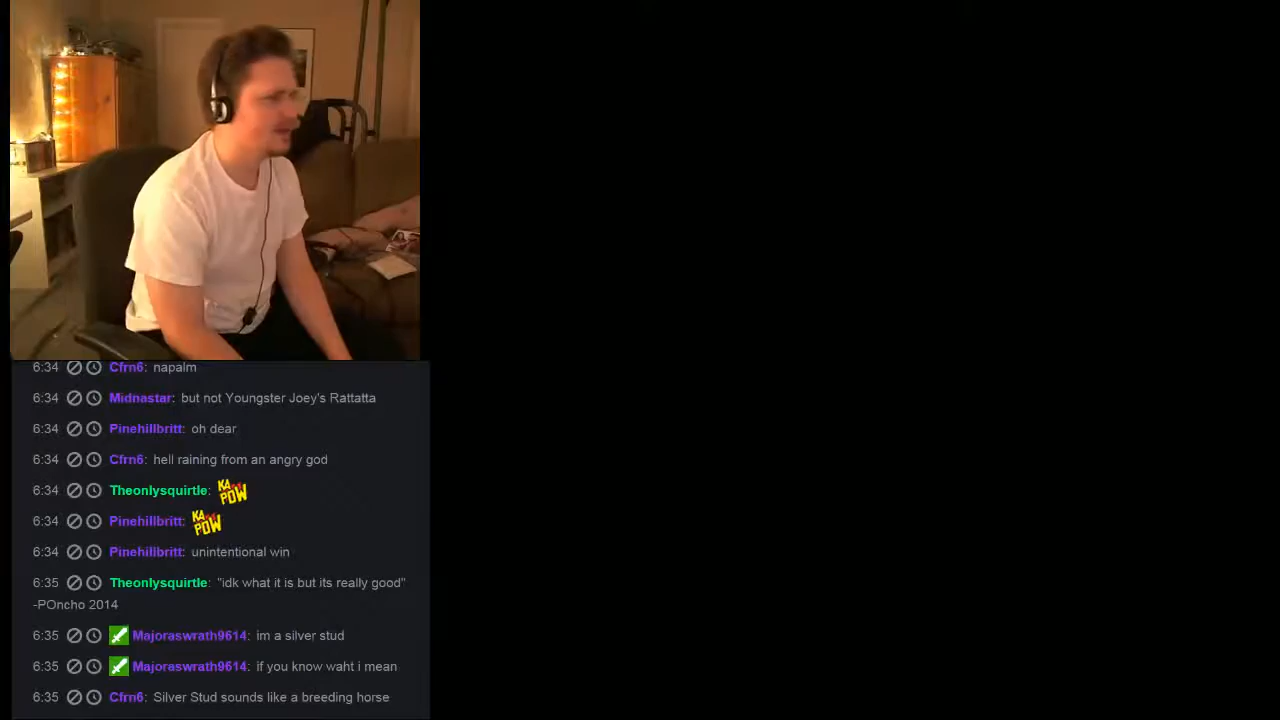 6:34 Cfrn6: napalm
6:34 Midnastar: but not Youngster Joey's Rattatta
6:34 Pinehillbritt: oh dear
6:34 Cfrn6: hell raining from an angry god
6:34 Theonlysquirtle: KA POW
6:34 Pinehillbritt: KA POW
6:34 Pinehillbritt: unintentional win
6:35 Theonlysquirtle: "idk what it is but its really good"
-POncho 2014
6:35 Majoraswrath9614: im a silver stud
6:35 Majoraswrath9614: if you know waht i mean
6:35 Cfrn6: Silver Stud sounds like a breeding horse